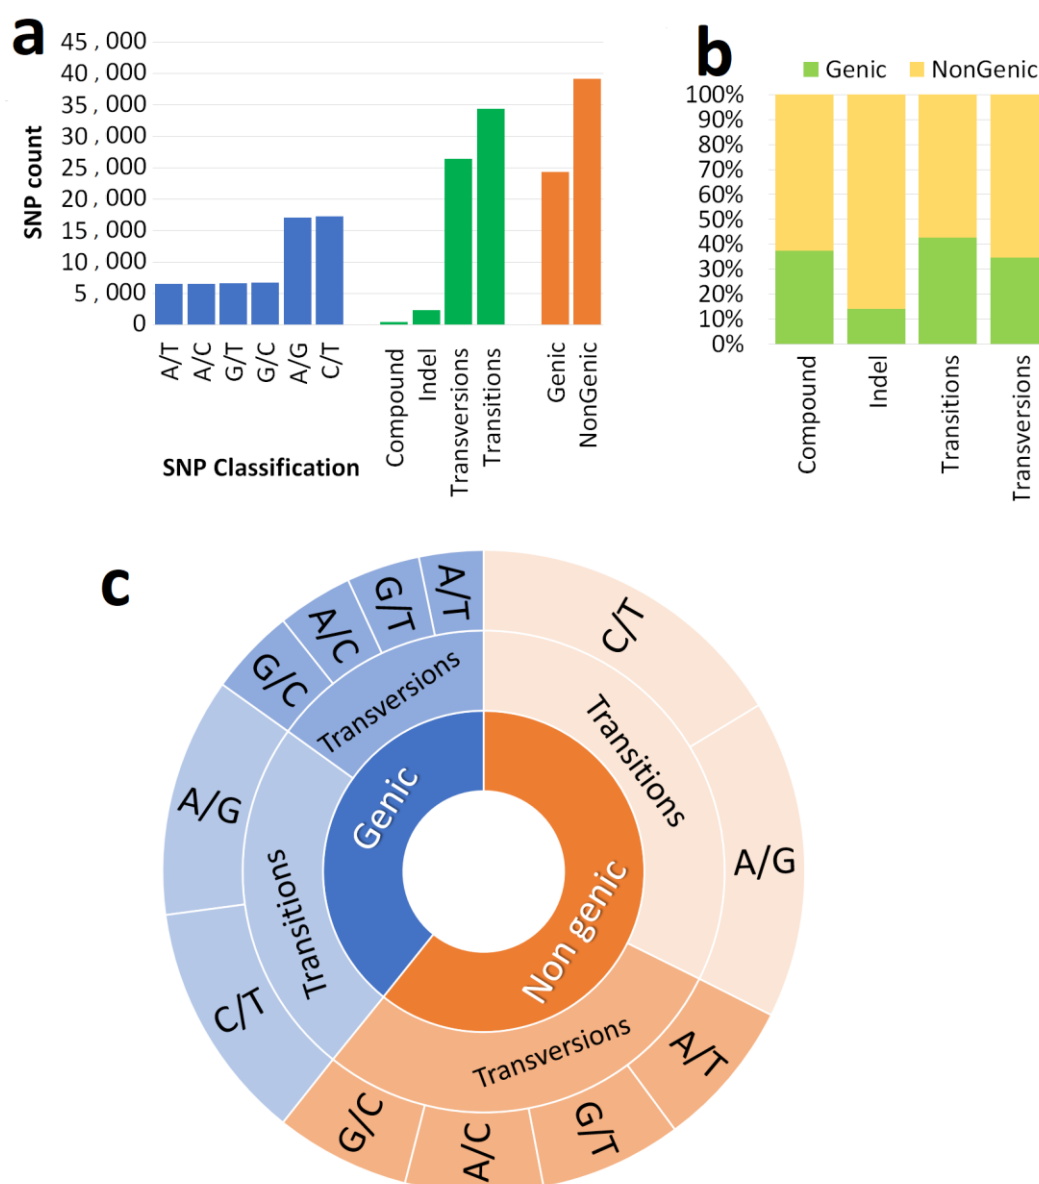 a
SNP count
45 , 000
40 , 000
35 , 000
30 , 000
25 , 000
20 , 000
15 , 000
10 , 000
5 , 000
0
A/T
A/C
G/T
G/C
A/G
C/T
Compound
Indel
Transversions
Transitions
Genic
NonGenic
SNP Classification
b
Genic
NonGenic
100%
90%
80%
70%
60%
50%
40%
30%
20%
10%
0%
Compound
Indel
Transitions
Transversions
c
C/T
A/G
A/T
G/T
A/C
G/C
C/T
A/G
G/C
A/C
G/T
A/T
Transitions
Transversions
Transitions
Transversions
Genic
Non genic